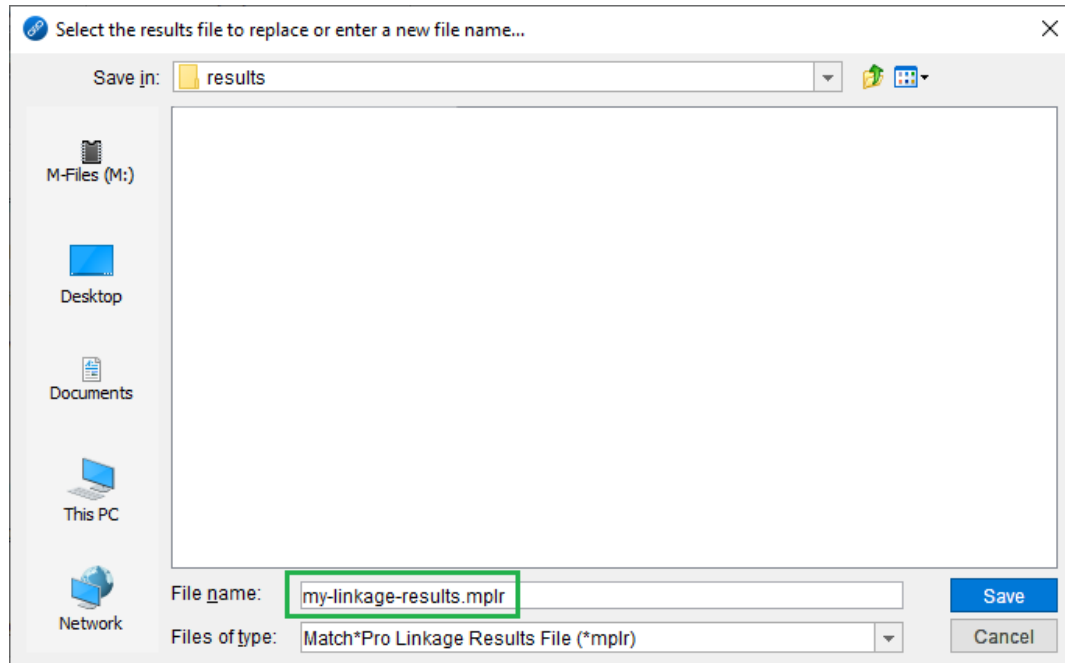 Select the results file to replace or enter a new file name...
Save in: results
M-Files (M:)
Desktop
Documents
This PC
Network
File name: my-linkage-results.mplr Save
Files of type: Match*Pro Linkage Results File (*mplr) Cancel